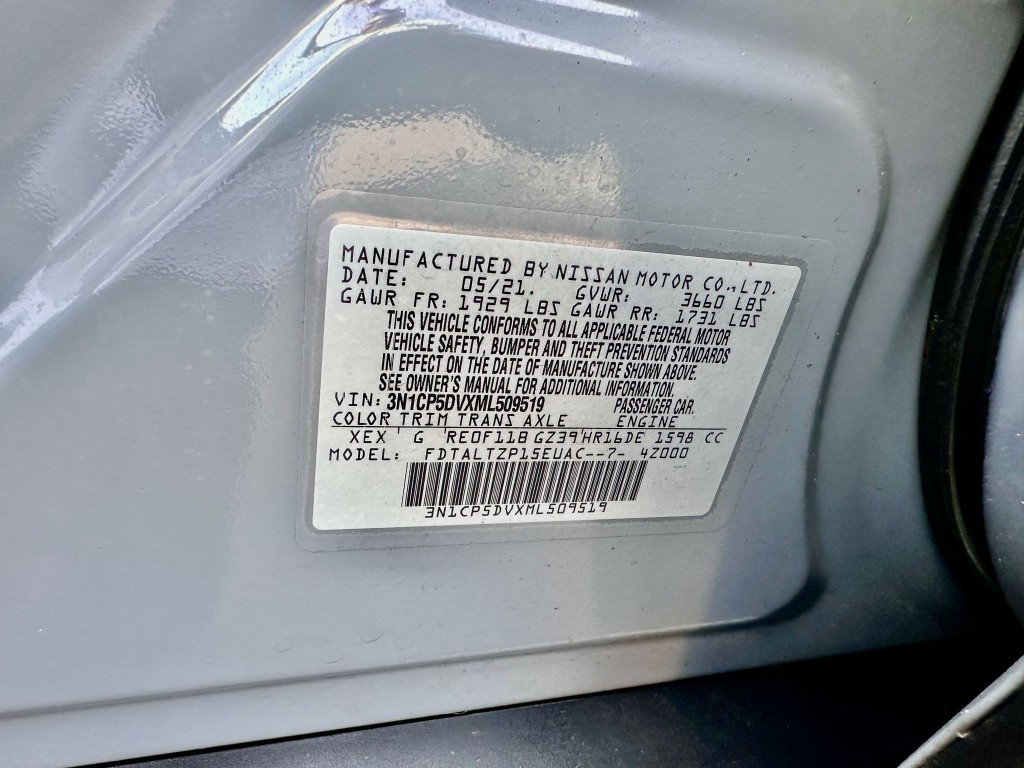 MANUFACTURED BY NISSAN MOTOR CO., LTD.
DATE: 05/21. GVWR: 3660 LBS
GAWR FR: 1929 LBS GAWR RR: 1731 LBS
THIS VEHICLE CONFORMS TO ALL APPLICABLE FEDERAL MOTOR
VEHICLE SAFETY, BUMPER AND THEFT PREVENTION STANDARDS
IN EFFECT ON THE DATE OF MANUFACTURE SHOWN ABOVE.
SEE OWNER'S MANUAL FOR ADDITIONAL INFORMATION.
VIN: 3N1CP5DVXML509519 PASSENGER CAR.
COLOR TRIM TRANS AXLE ENGINE
XEX ' G 'RE0F11B GZ39'HR16DE 1598 CC
MODEL: FDTALTZP15EUAC--7- 4Z000
3N1CP5DVXML509519